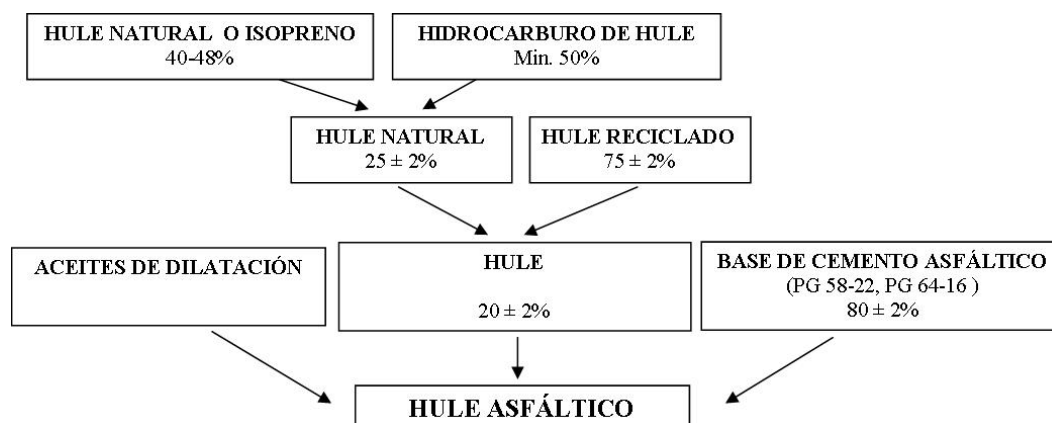 HULE NATURAL O ISOPRENO
40-48%
HIDROCARBURO DE HULE
Min. 50%
HULE NATURAL
25 ± 2%
HULE RECICLADO
75 ± 2%
ACEITES DE DILATACIÓN
HULE
20 ± 2%
BASE DE CEMENTO ASFÁLTICO
(PG 58-22, PG 64-16 )
80 ± 2%
HULE ASFÁLTICO